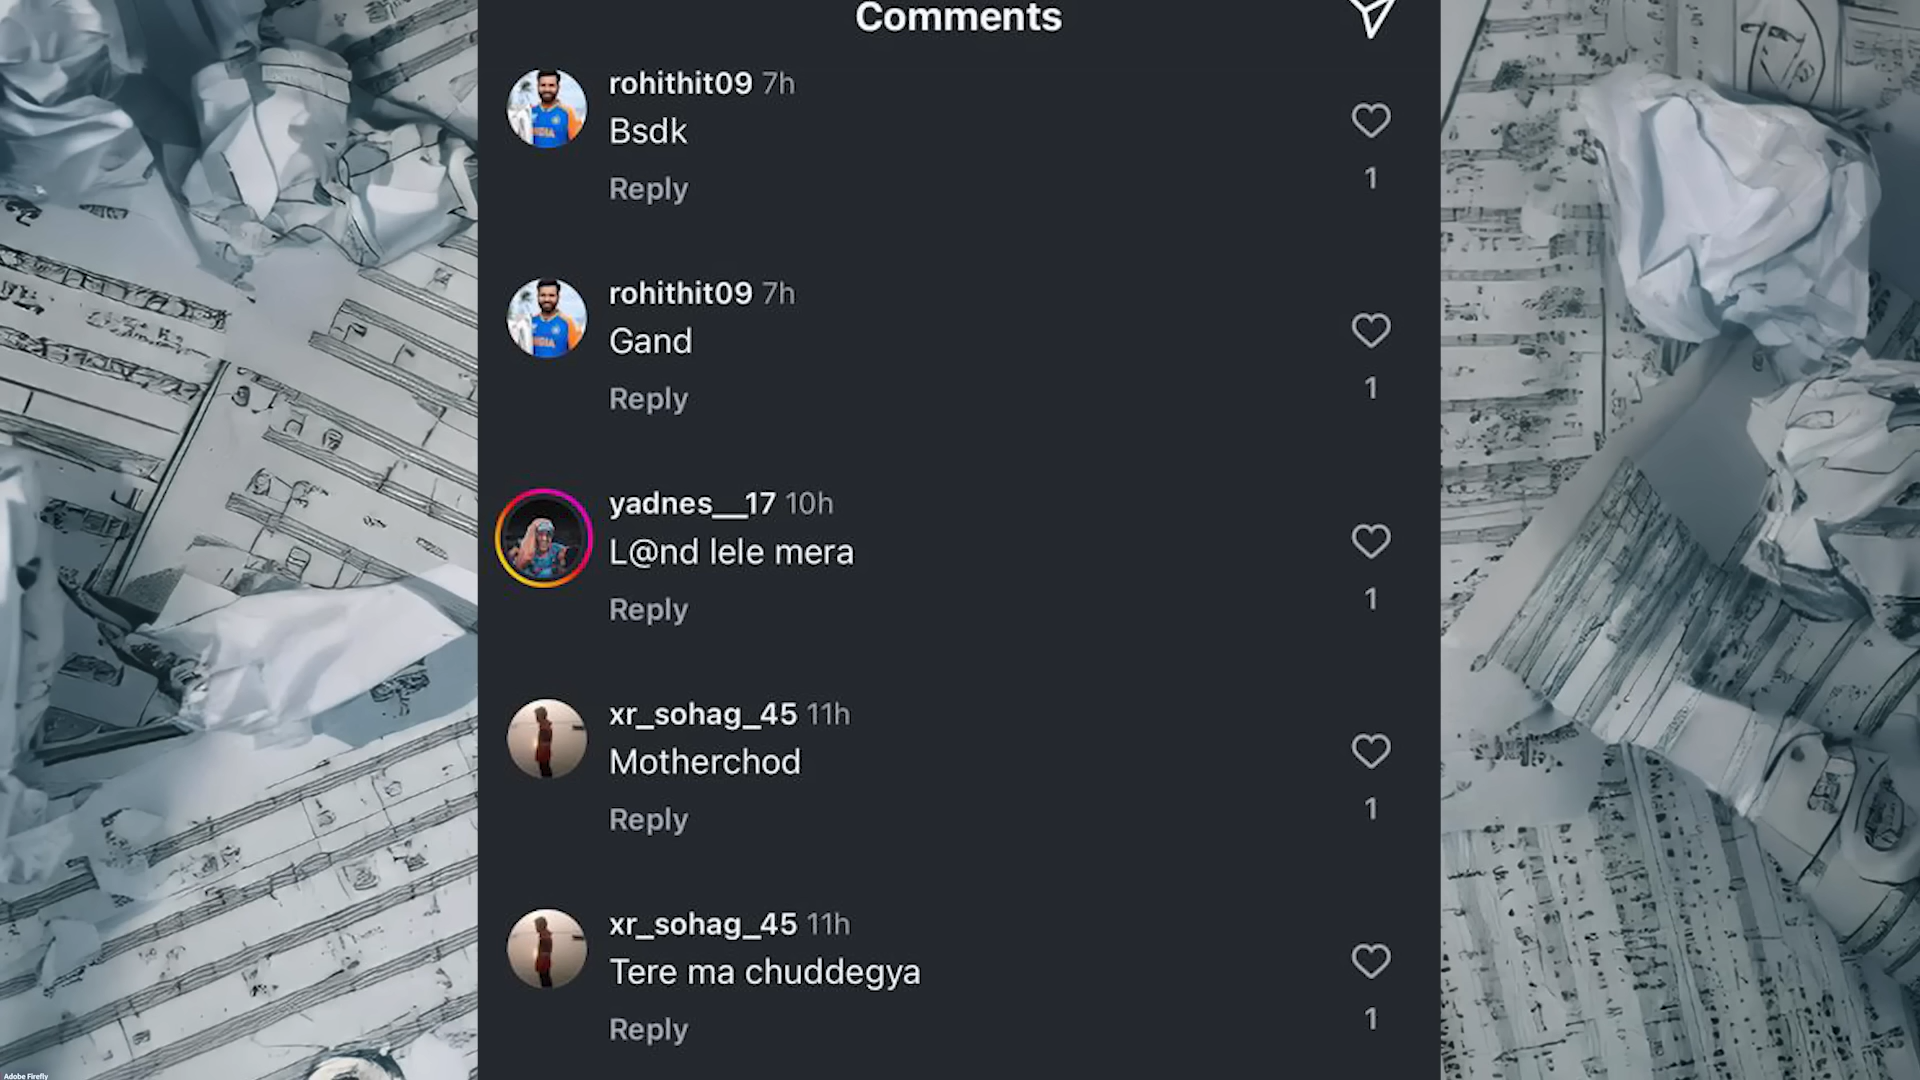 Comments
rohithit09 7h
Bsdk
1
Reply
rohithit09 7h
Gand
1
Reply
yadnes__17 10h
L@nd lele mera
1
Reply
xr_sohag_45 11h
Motherchod
1
Reply
xr_sohag_45 11h
Tere ma chuddegya
1
Reply
Adobe Firefly